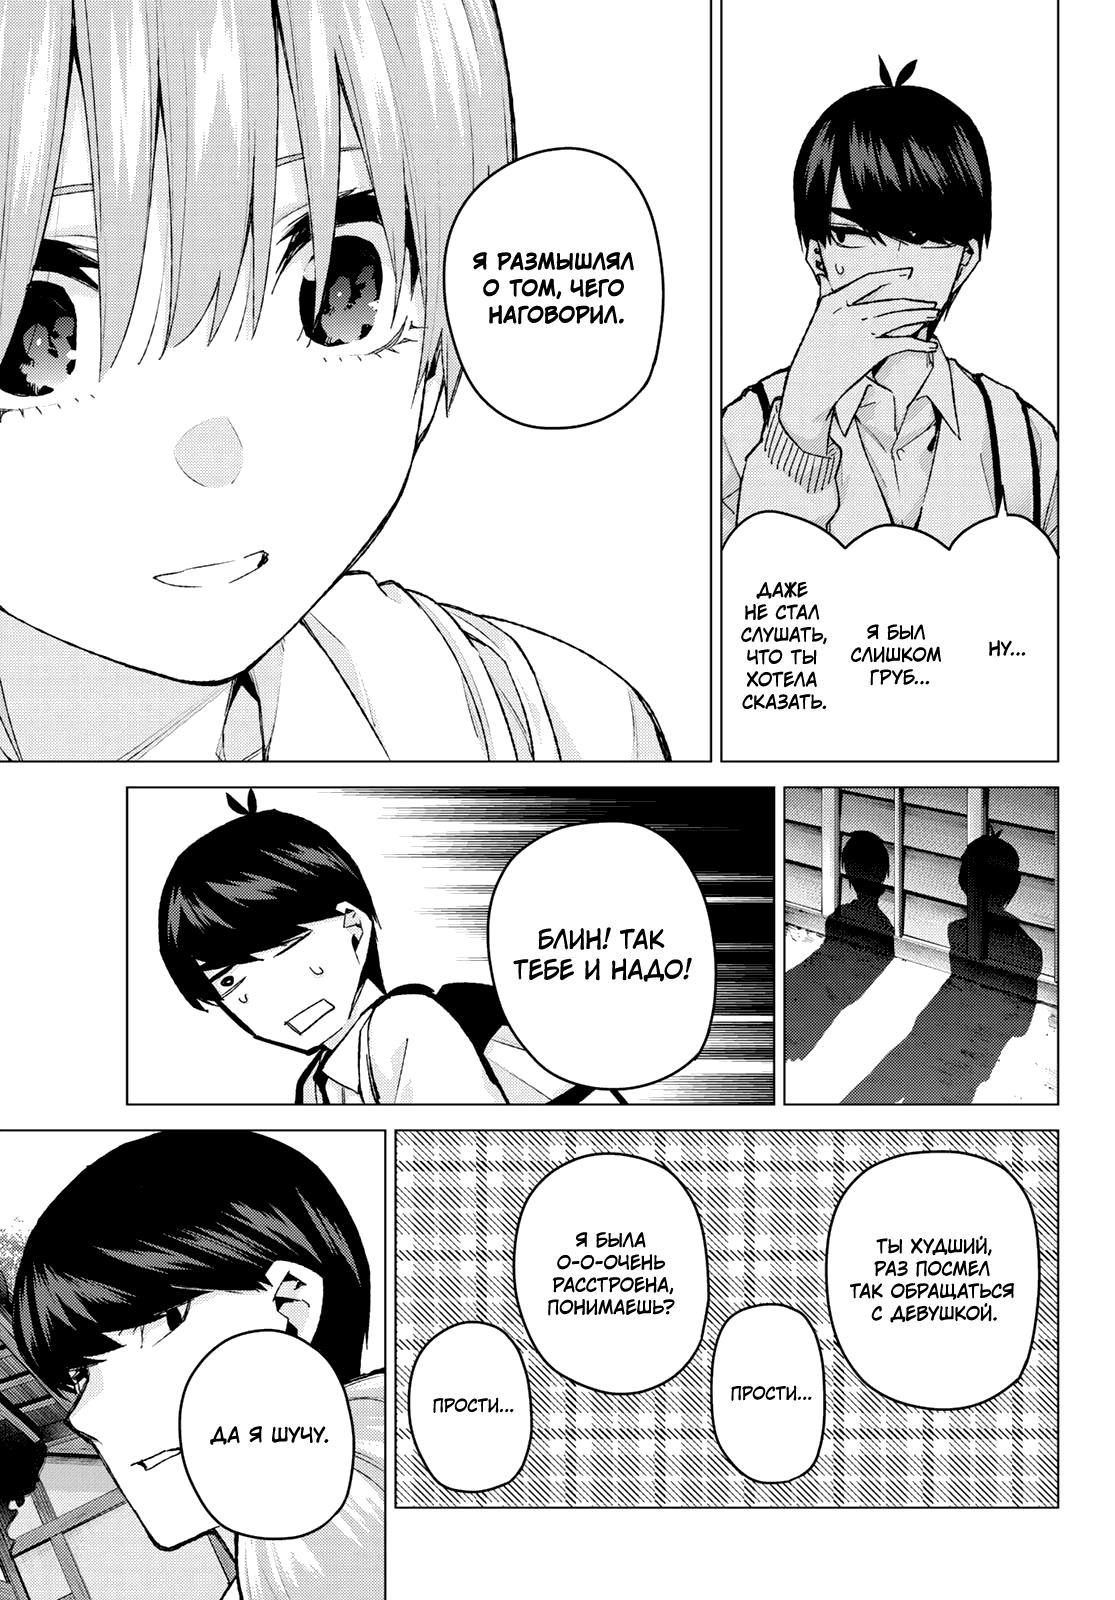 НУ...
Я БЫЛ
СЛИШКОМ
ГРУБ...
ДАЖЕ
НЕ СТАЛ
СЛУШАТЬ,
ЧТО ТЫ
ХОТЕЛА
СКАЗАТЬ.
Я РАЗМЫШЛЯЛ
О ТОМ, ЧЕГО
НАГОВОРИЛ.
БЛИН! ТАК
ТЕБЕ И НАДО!
ТЫ ХУДШИЙ,
РАЗ ПОСМЕЛ
ТАК ОБРАЩАТЬСЯ
С ДЕВУШКОЙ.
ПРОСТИ...
Я БЫЛА
О-О-ОЧЕНЬ
РАССТРОЕНА,
ПОНИМАЕШЬ?
ПРОСТИ...
ДА Я ШУЧУ.